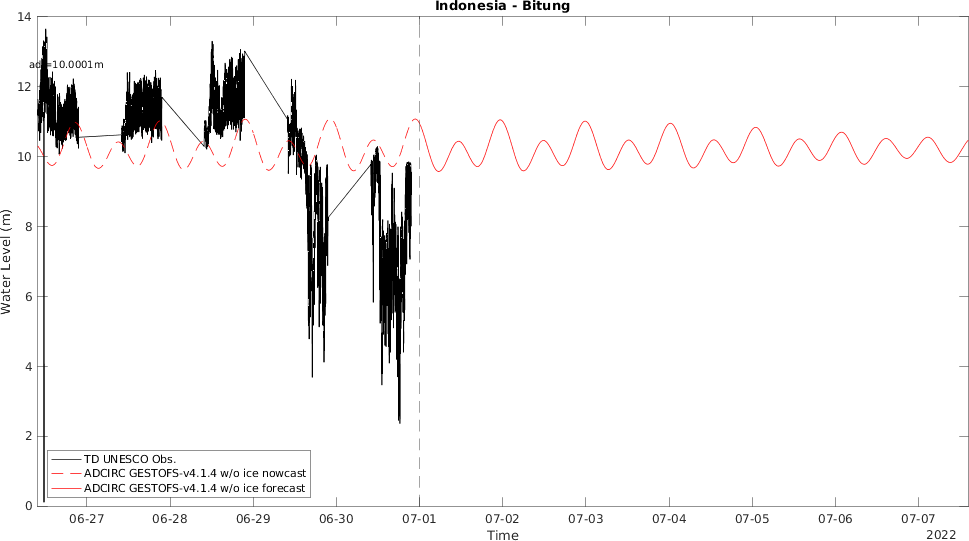 Indonesia - Bitung
14
adj=10.0001m
12
10
8
6
4
2
0
Water Level (m)
TD UNESCO Obs.
ADCIRC GESTOFS-v4.1.4 w/o ice nowcast
ADCIRC GESTOFS-v4.1.4 w/o ice forecast
06-27 06-28 06-29 06-30 07-01 07-02 07-03 07-04 07-05 07-06 07-07
Time
2022